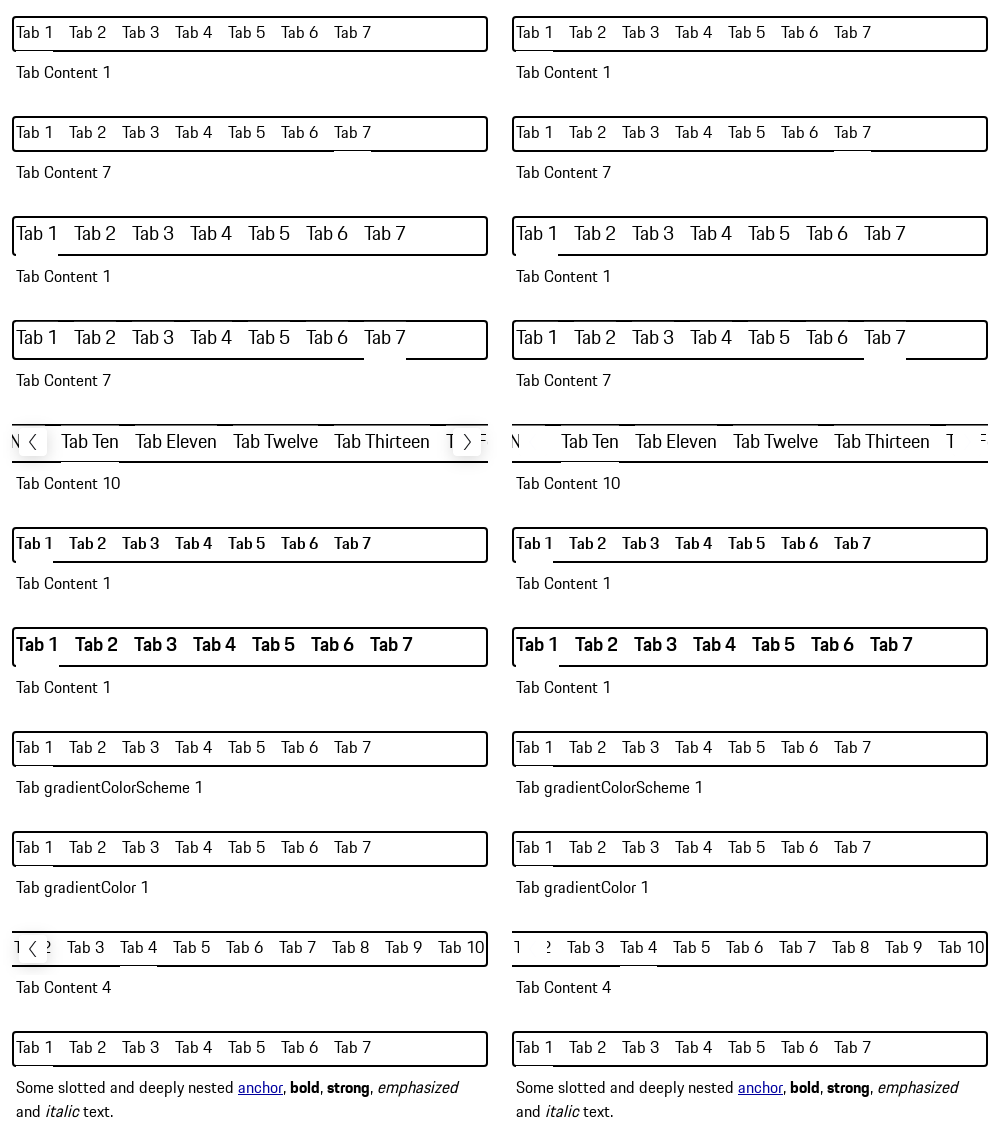 Tab 1 Tab 2 Tab 3 Tab 4 Tab 5 Tab 6 Tab 7
Tab Content 1
Tab 1 Tab 2 Tab 3 Tab 4 Tab 5 Tab 6 Tab 7
Tab Content 7
Tab 1 Tab 2 Tab 3 Tab 4 Tab 5 Tab 6 Tab 7
Tab Content 1
Tab 1 Tab 2 Tab 3 Tab 4 Tab 5 Tab 6 Tab 7
Tab Content 7
Tab Ten Tab Eleven Tab Twelve Tab Thirteen
Tab Content 10
Tab 1 Tab 2 Tab 3 Tab 4 Tab 5 Tab 6 Tab 7
Tab Content 1
Tab 1 Tab 2 Tab 3 Tab 4 Tab 5 Tab 6 Tab 7
Tab Content 1
Tab 1 Tab 2 Tab 3 Tab 4 Tab 5 Tab 6 Tab 7
Tab gradientColorScheme 1
Tab 1 Tab 2 Tab 3 Tab 4 Tab 5 Tab 6 Tab 7
Tab gradientColor 1
Tab 3 Tab 4 Tab 5 Tab 6 Tab 7 Tab 8 Tab 9 Tab 10
Tab Content 4
Tab 1 Tab 2 Tab 3 Tab 4 Tab 5 Tab 6 Tab 7
Some slotted and deeply nested anchor, bold, strong, emphasized
and italic text.
Tab 1 Tab 2 Tab 3 Tab 4 Tab 5 Tab 6 Tab 7
Tab Content 1
Tab 1 Tab 2 Tab 3 Tab 4 Tab 5 Tab 6 Tab 7
Tab Content 7
Tab 1 Tab 2 Tab 3 Tab 4 Tab 5 Tab 6 Tab 7
Tab Content 1
Tab 1 Tab 2 Tab 3 Tab 4 Tab 5 Tab 6 Tab 7
Tab Content 7
Tab Ten Tab Eleven Tab Twelve Tab Thirteen
Tab Content 10
Tab 1 Tab 2 Tab 3 Tab 4 Tab 5 Tab 6 Tab 7
Tab Content 1
Tab 1 Tab 2 Tab 3 Tab 4 Tab 5 Tab 6 Tab 7
Tab Content 1
Tab 1 Tab 2 Tab 3 Tab 4 Tab 5 Tab 6 Tab 7
Tab gradientColorScheme 1
Tab 1 Tab 2 Tab 3 Tab 4 Tab 5 Tab 6 Tab 7
Tab gradientColor 1
Tab 3 Tab 4 Tab 5 Tab 6 Tab 7 Tab 8 Tab 9 Tab 10
Tab Content 4
Tab 1 Tab 2 Tab 3 Tab 4 Tab 5 Tab 6 Tab 7
Some slotted and deeply nested anchor, bold, strong, emphasized
and italic text.